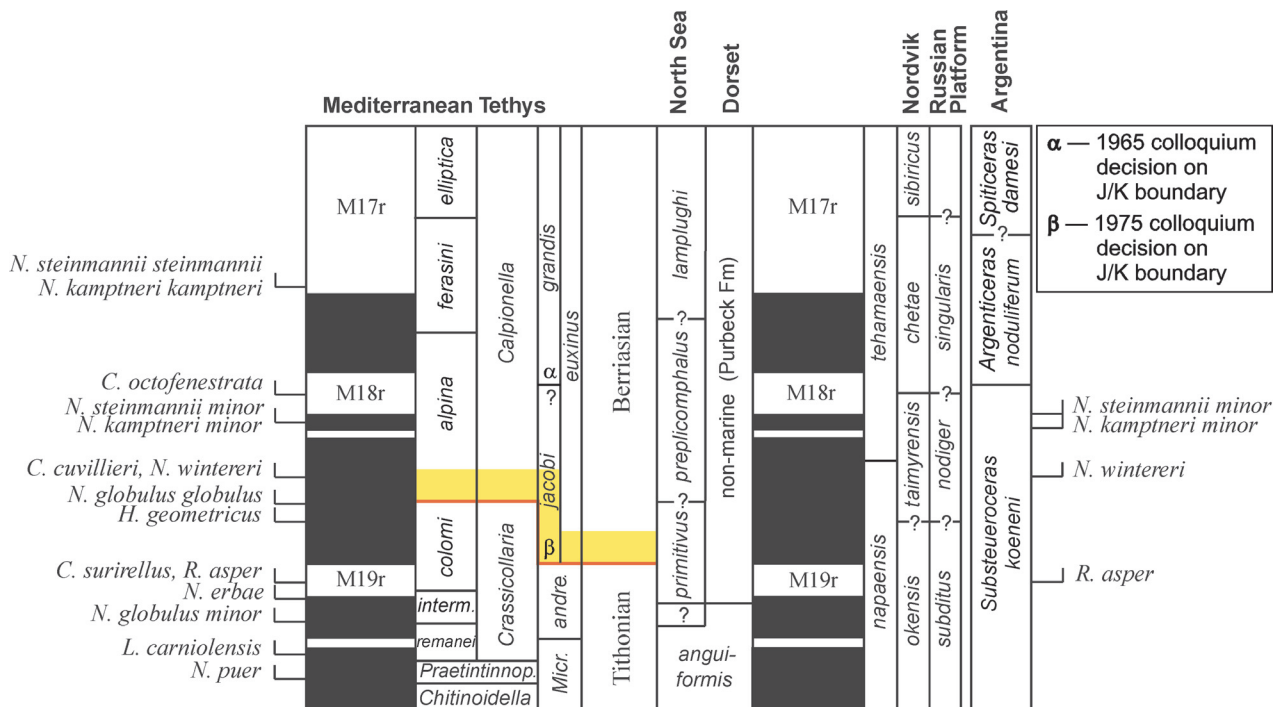 Mediterranean Tethys
North Sea
Dorset
Nordvik
Russian
Platform
Argentina
α — 1965 colloquium
decision on
J/K boundary
β — 1975 colloquium
decision on
J/K boundary
N. steinmannii steinmannii
N. kamptneri kamptneri
C. octofenestrata
N. steinmannii minor
N. kamptneri minor
C. cuvillieri, N. wintereri
N. globulus globulus
H. geometricus
C. surirellus, R. asper
N. erbae
N. globulus minor
L. carniolensis
N. puer
M17r
M18r
M19r
elliptica
ferasini
alpina
colomi
interm.
remanei
Calpionella
Crassicollaria
Praetintinnop.
Chitinoidella
grandis
α
?
jacobi
β
andre.
Micr.
euxinus
Berriasian
Tithonian
lamplughi
?
preplicomphalus
?
primitivus
?
angui-
formis
non-marine (Purbeck Fm)
M17r
M18r
M19r
tehamaensis
napaensis
sibiricus
chetae
taimyrensis
?
okensis
?
singularis
?
nodiger
?
subditus
Spiticeras
damesi
?
Argenticeras
noduliferum
Substeueroceras
koeneni
N. steinmannii minor
N. kamptneri minor
N. wintereri
R. asper